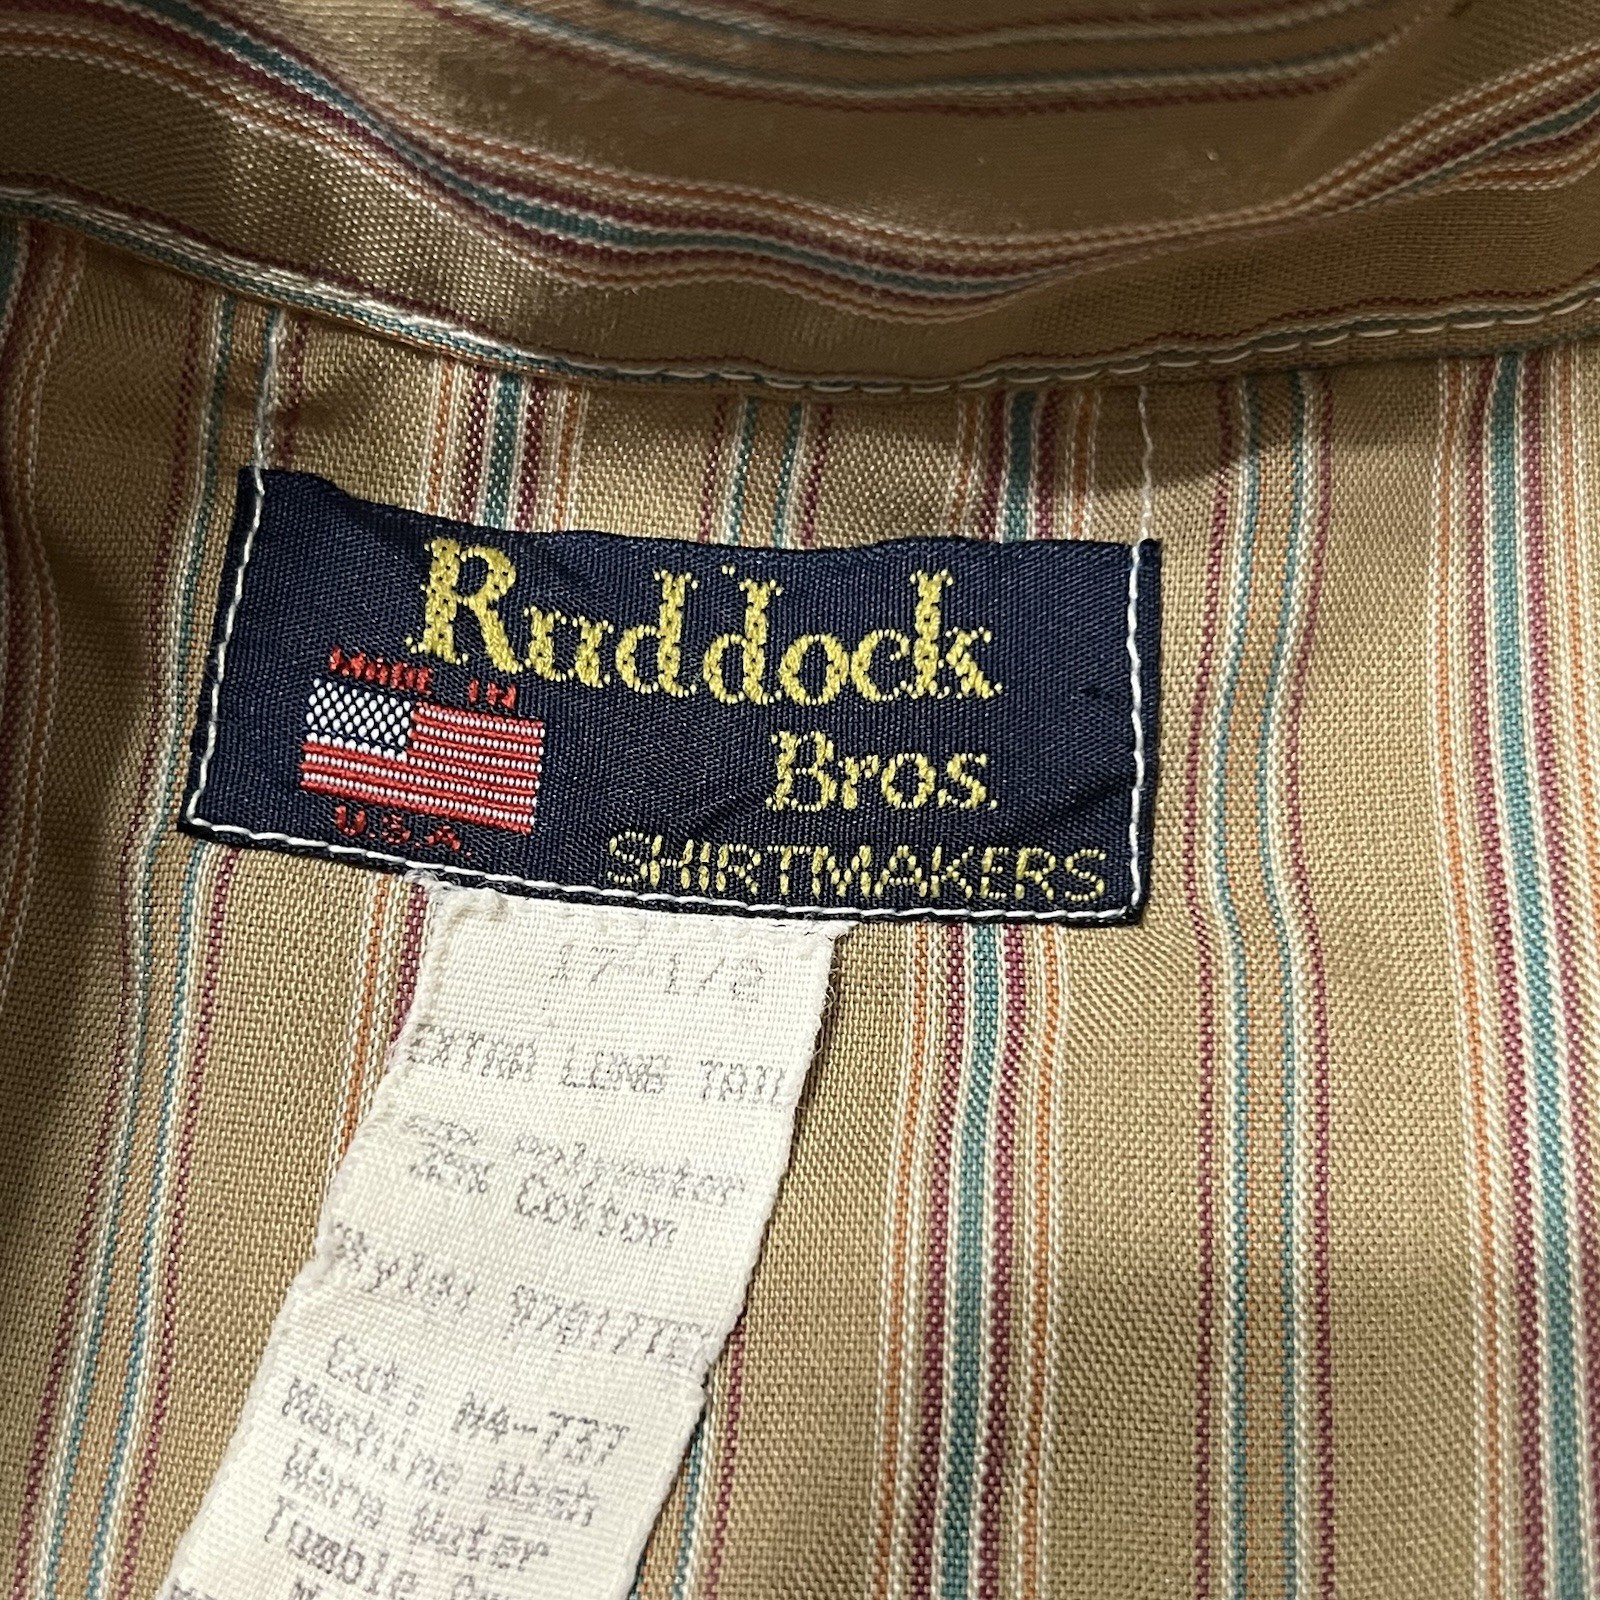 Ruddock
MADE IN
Bros.
U.S.A.
SHIRTMAKERS
17-1/2
EXTRA LONG TAIL
Polyester
Cotton
Cut: M4-737
Machine Wash
Warm Water
Tumble